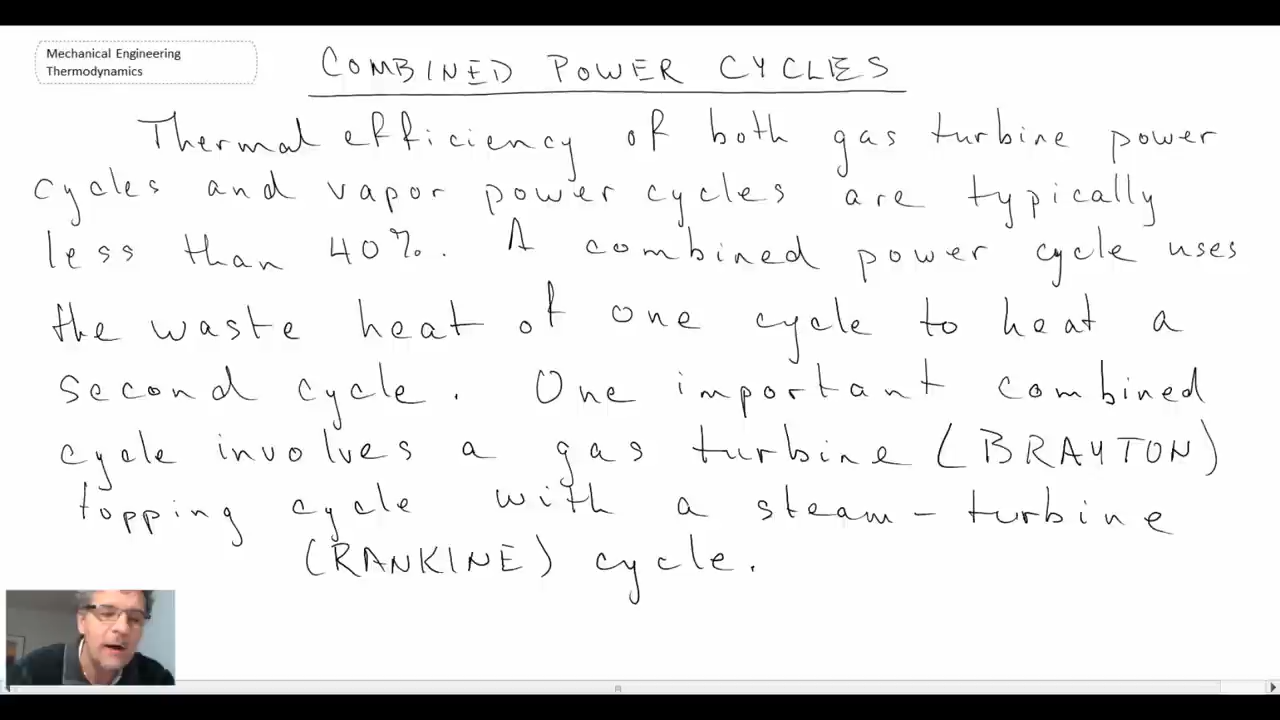 Mechanical Engineering
Thermodynamics
COMBINED POWER CYCLES
Thermal efficiency of both gas turbine power
cycles and vapor power cycles are typically
less than 40%. A combined power cycle uses
the waste heat of one cycle to heat a
second cycle. One important combined
cycle involves a gas turbine (BRAYTON)
topping cycle with a steam-turbine
(RANKINE) cycle.